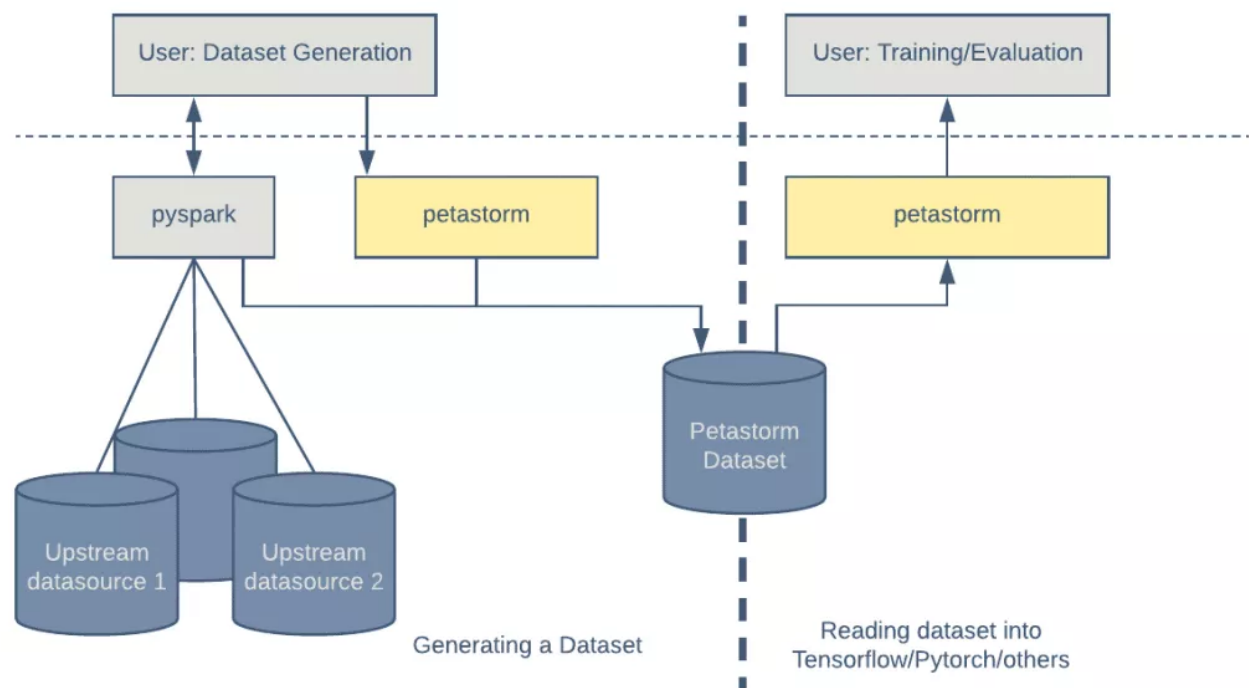 User: Dataset Generation
User: Training/Evaluation
pyspark
petastorm
petastorm
Petastorm
Dataset
Upstream
datasource 1
Upstream
datasource 2
Generating a Dataset
Reading dataset into
Tensorflow/Pytorch/others